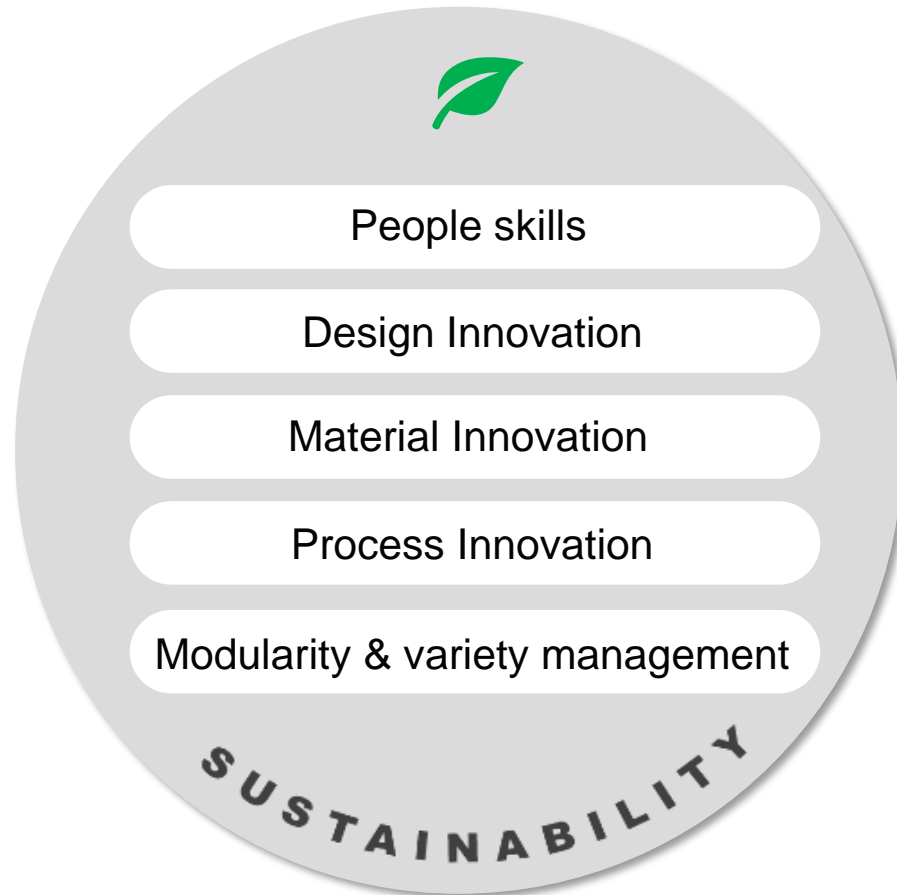 People skills
Design Innovation
Material Innovation
Process Innovation
Modularity & variety management
SUSTAINABILITY